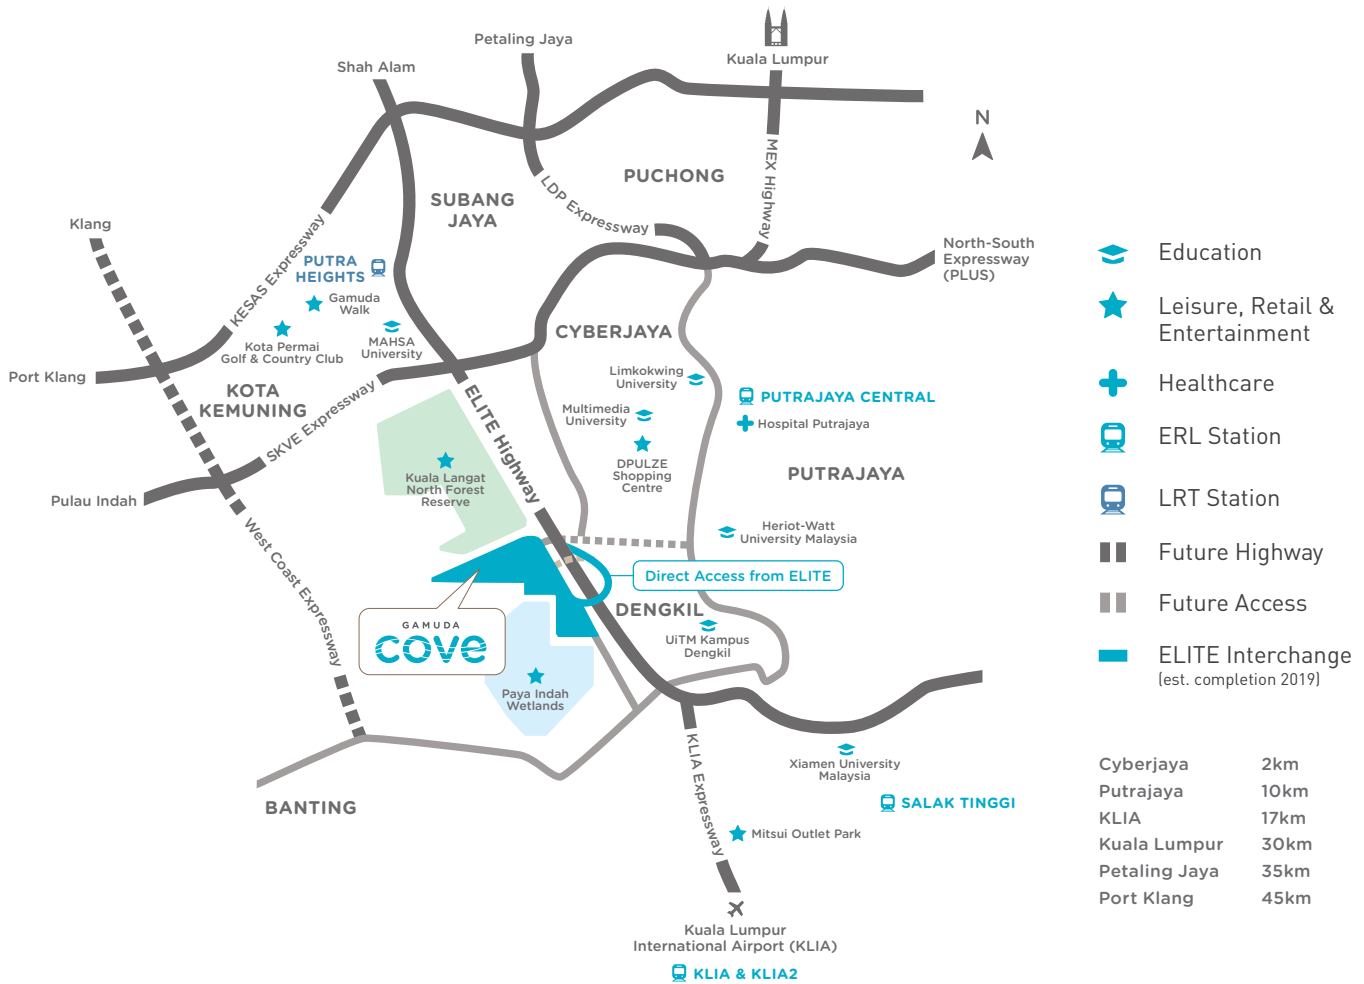 Petaling Jaya
Kuala Lumpur
Shah Alam
N
MEX Highway
PUCHONG
LDP Expressway
SUBANG
JAYA
Klang
KESAS Expressway
North-South
Expressway
(PLUS)
PUTRA
HEIGHTS
Gamuda
Walk
Kota Permai
Golf & Country Club
MAHSA
University
CYBERJAYA
Port Klang
KOTA
KEMUNING
SKVE Expressway
ELITE Highway
Limkokwing
University
PUTRAJAYA CENTRAL
Multimedia
University
Hospital Putrajaya
DPULZE
Shopping
Centre
PUTRAJAYA
Kuala Langat
North Forest
Reserve
Pulau Indah
West Coast Expressway
Heriot-Watt
University Malaysia
Direct Access from ELITE
DENGKIL
GAMUDA
cove
UiTM Kampus
Dengkil
Paya Indah
Wetlands
KLIA Expressway
Xiamen University
Malaysia
BANTING
SALAK TINGGI
Mitsui Outlet Park
Kuala Lumpur
International Airport (KLIA)
KLIA & KLIA2
Education
Leisure, Retail &
Entertainment
Healthcare
ERL Station
LRT Station
Future Highway
Future Access
ELITE Interchange
(est. completion 2019)
Cyberjaya 2km
Putrajaya 10km
KLIA 17km
Kuala Lumpur 30km
Petaling Jaya 35km
Port Klang 45km